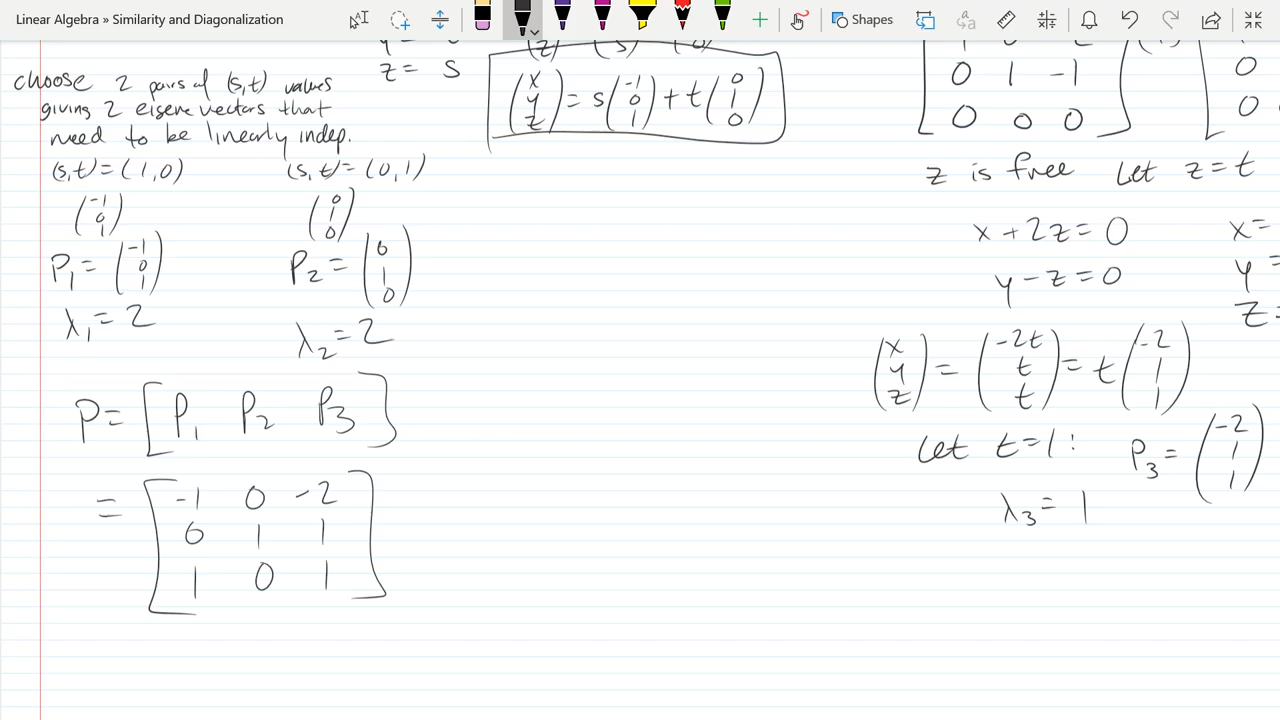 Linear Algebra » Similarity and Diagonalization
Shapes
choose 2 pairs of (s,t) values
giving 2 eigenvectors that
need to be linearly indep.
(s,t)=(1,0) (s,t)=(0,1)
(-1 0 1) (0 1 0)
P1= (-1 0 1) P2= (0 1 0)
λ1=2 λ2=2
P= [P1 P2 P3]
= [-1 0 -2
0 1 1
1 0 1]
z = s
(x y z) = s(-1 0 1) + t(0 1 0)
0 1 -1
0 0 0
0
0
z is free Let z=t
x+2z=0 x=
y-z=0 y=
z=
(x y z) = (-2t t t) = t(-2 1 1)
Let t=1: P3= (-2 1 1)
λ3= 1